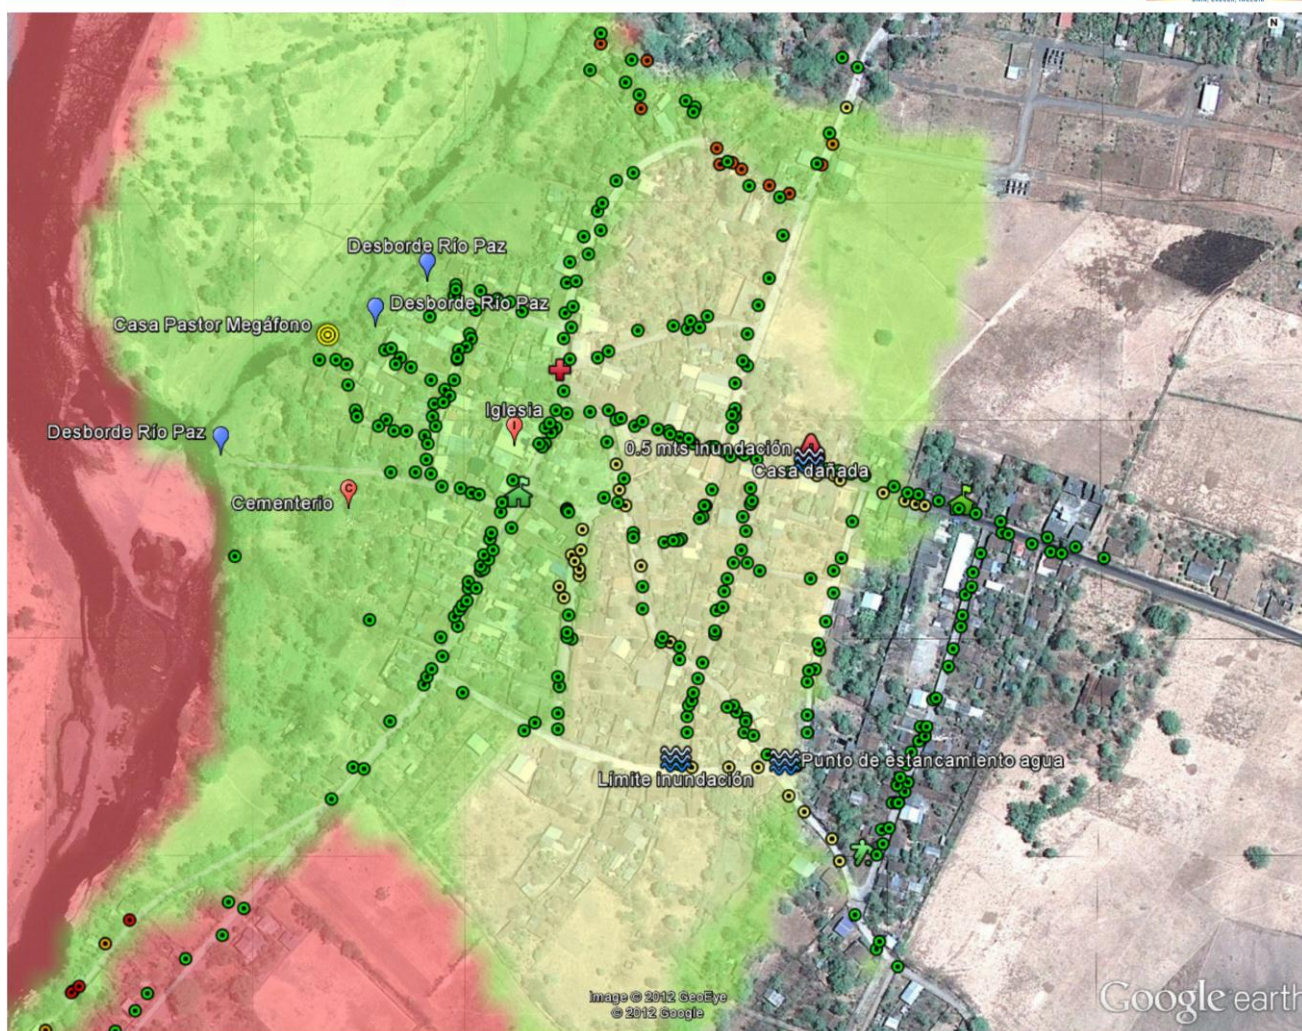 N
Desborde Río Paz
Desborde Río Paz
Casa Pastor Megáfono
Iglesia
I
Desborde Río Paz
0.5 mts inundación
Casa dañada
C
Cementerio
Punto de estancamiento agua
Límite inundación
Image © 2012 GeoEye
© 2012 Google
Google earth